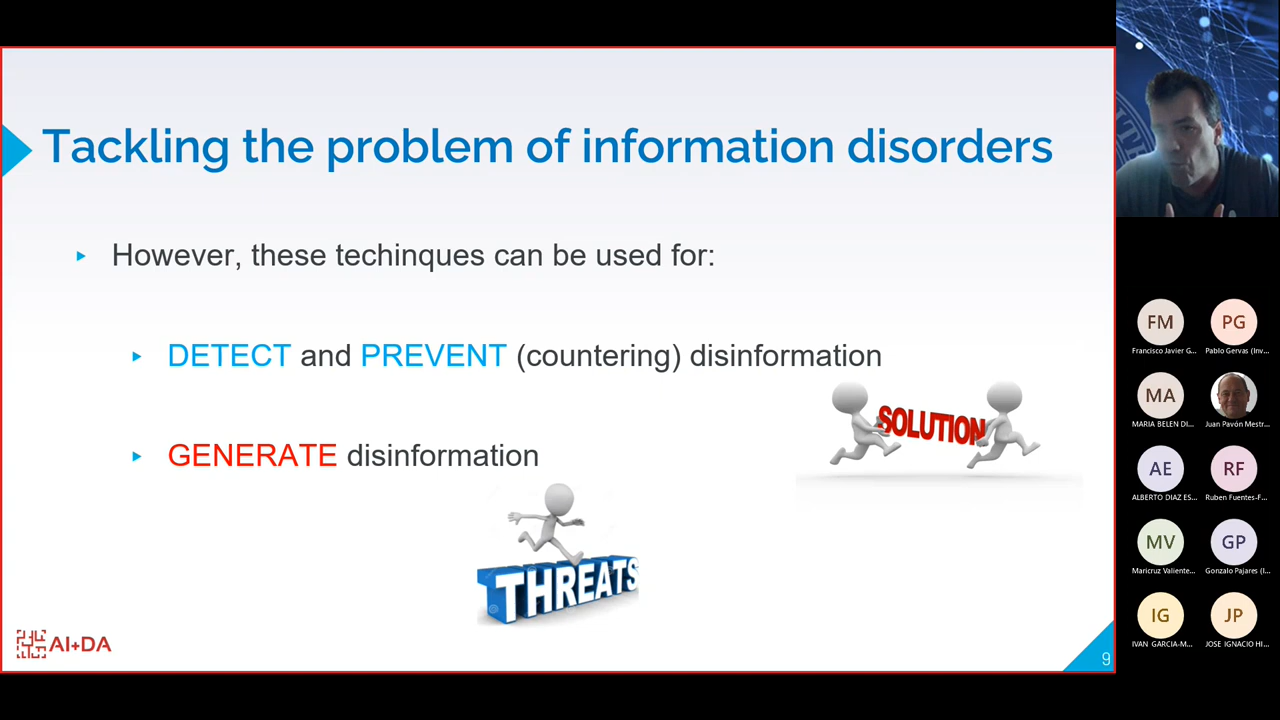 Tackling the problem of information disorders
However, these techinques can be used for:
DETECT and PREVENT (countering) disinformation
SOLUTION
GENERATE disinformation
THREATS
AI+DA
9
FM
PG
Francisco Javier G...
Pablo Gervas (Inv...
MA
MARIA BELEN DI...
Juan Pavón Mestr...
AE
RF
ALBERTO DIAZ ES...
Ruben Fuentes-F...
MV
GP
Maricruz Valiente...
Gonzalo Pajares (I...
IG
JP
IVAN GARCIA-M...
JOSE IGNACIO HI...